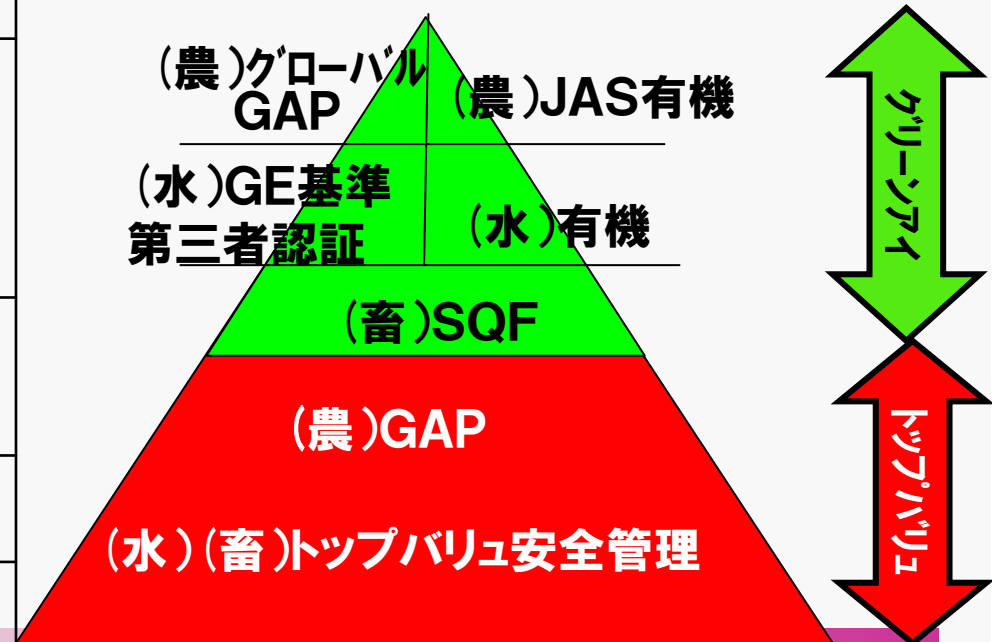 (農)グローバル
GAP
(農)JAS有機
(水)GE基準
第三者認証
(水)有機
(畜)SQF
(農)GAP
(水)(畜)トップバリュ安全管理
グリーンアイ
トップバリュ